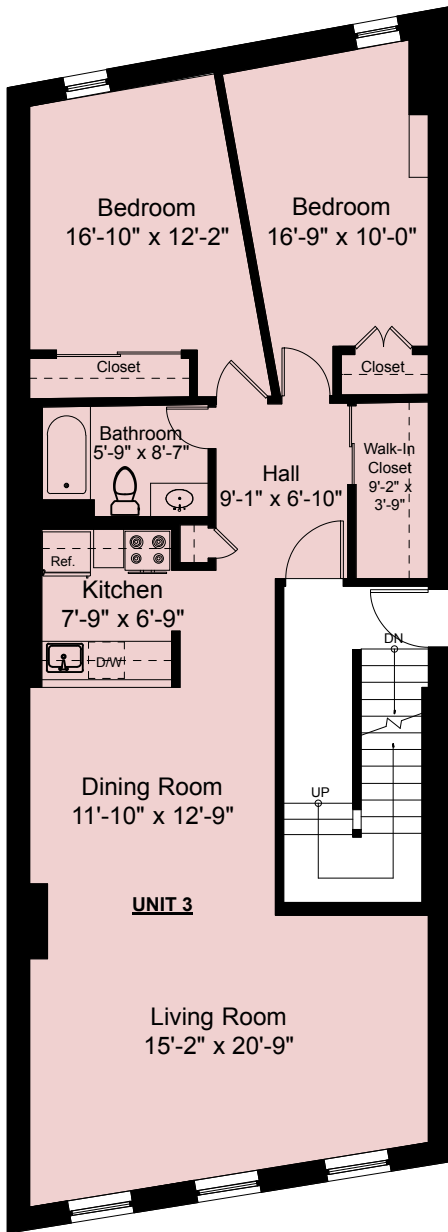 Bedroom
16'-10" x 12'-2"
Bedroom
16'-9" x 10'-0"
Closet
Closet
Bathroom
5'-9" x 8'-7"
Hall
9'-1" x 6'-10"
Walk-In
Closet
9'-2" x
3'-9"
Ref.
Kitchen
7'-9" x 6'-9"
D/W
DN
UP
Dining Room
11'-10" x 12'-9"
UNIT 3
Living Room
15'-2" x 20'-9"